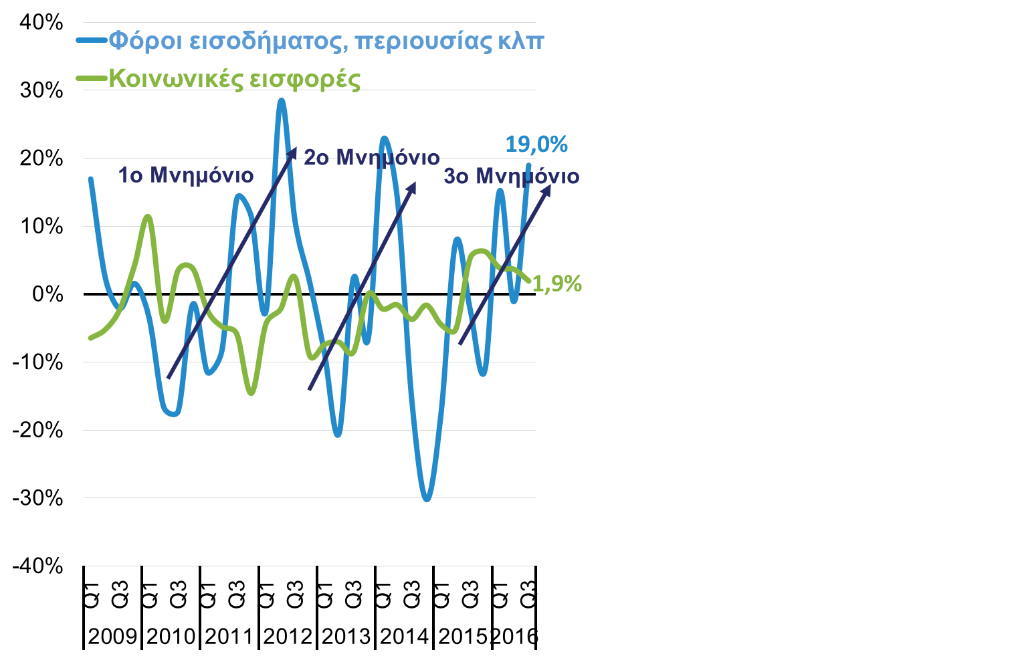 40%
Φόροι εισοδήματος, περιουσίας κλπ
Κοινωνικές εισφορές
30%
20%
10%
0%
-10%
-20%
-30%
-40%
19,0%
1ο Μνημόνιο
2ο Μνημόνιο
3ο Μνημόνιο
1,9%
Q1 Q3 Q1 Q3 Q1 Q3 Q1 Q3 Q1 Q3 Q1 Q3 Q1 Q3 Q1 Q3
2009 2010 2011 2012 2013 2014 2015 2016